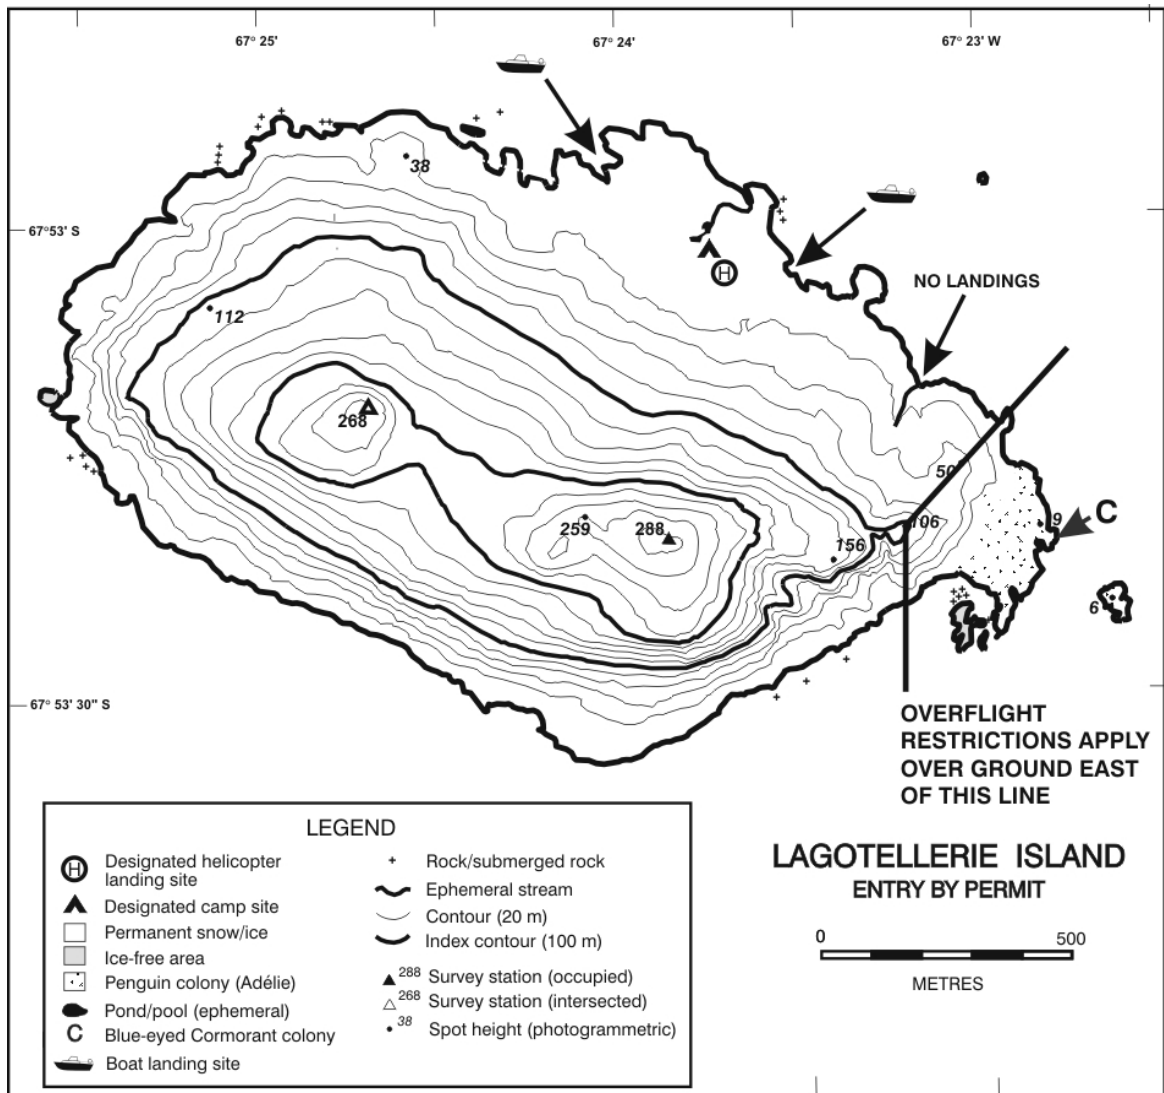 67° 25'
67° 24'
67° 23' W
38
67°53' S
H
NO LANDINGS
112
268
50
259
288
106
156
9
C
6
67° 53' 30" S
OVERFLIGHT
RESTRICTIONS APPLY
OVER GROUND EAST
OF THIS LINE
LEGEND
H
Designated helicopter
landing site
Designated camp site
Permanent snow/ice
Ice-free area
Penguin colony (Adélie)
Pond/pool (ephemeral)
C Blue-eyed Cormorant colony
Boat landing site
Rock/submerged rock
Ephemeral stream
Contour (20 m)
Index contour (100 m)
288 Survey station (occupied)
268 Survey station (intersected)
38 Spot height (photogrammetric)
LAGOTELLERIE ISLAND
ENTRY BY PERMIT
0 500
METRES